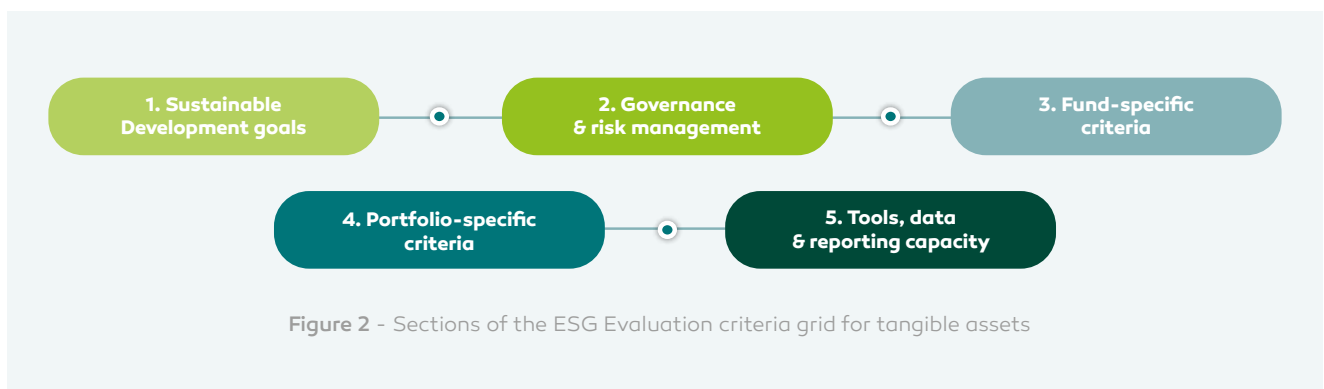 1. Sustainable
Development goals
2. Governance
& risk management
3. Fund-specific
criteria
4. Portfolio-specific
criteria
5. Tools, data
& reporting capacity
Figure 2 - Sections of the ESG Evaluation criteria grid for tangible assets